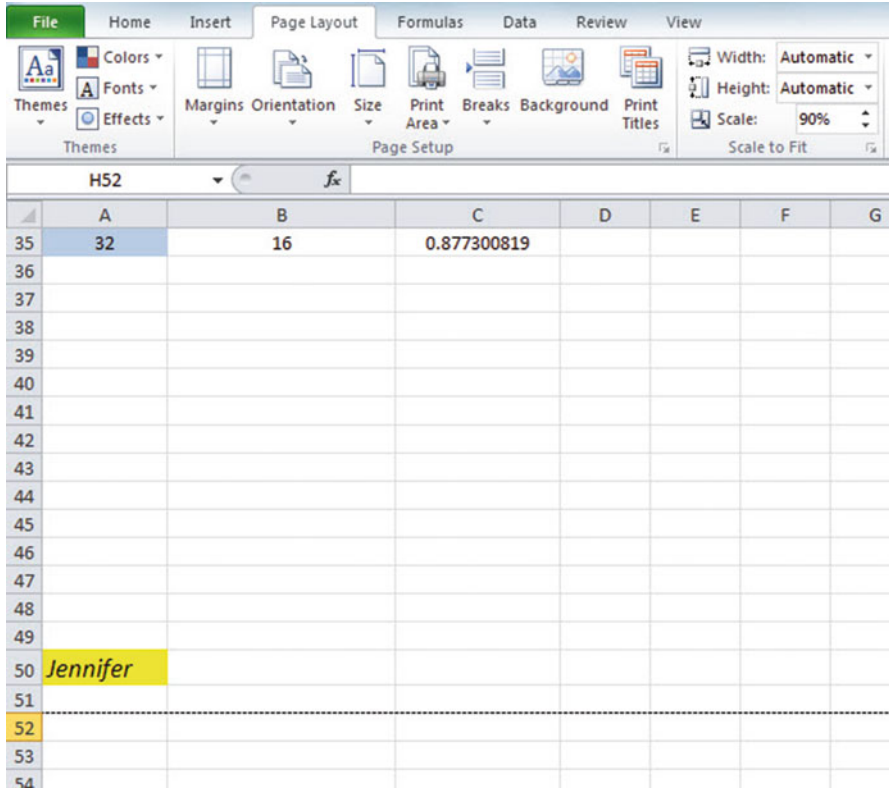 File Home Insert Page Layout Formulas Data Review View
Aa Colors Width: Automatic
A Fonts Height: Automatic
Themes Effects Margins Orientation Size Print Area Breaks Background Print Titles Scale: 90%
Themes Page Setup Scale to Fit
H52 fx
A B C D E F G
35 32 16 0.877300819
36
37
38
39
40
41
42
43
44
45
46
47
48
49
50 Jennifer
51
52
53
54